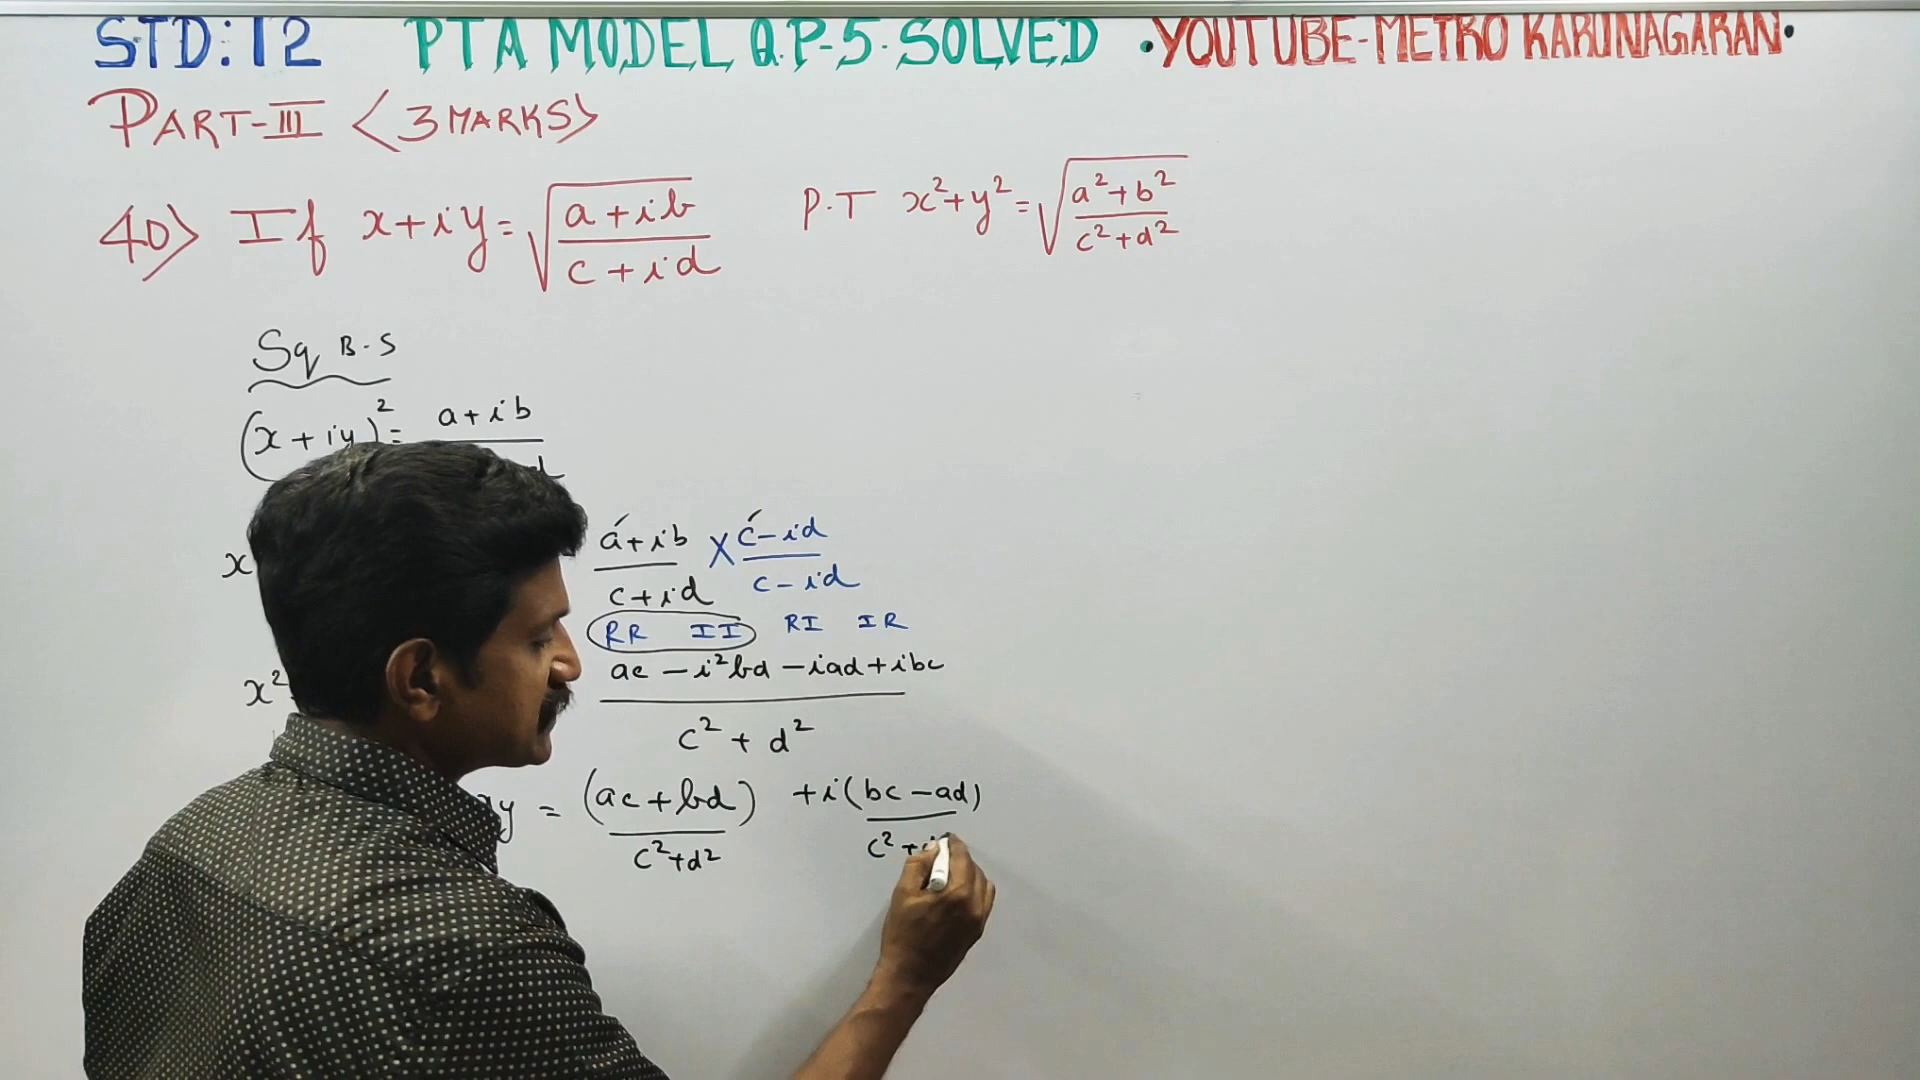 STD:12 PTA MODEL Q.P-5. SOLVED •YOUTUBE-METRO KARUNAGARAN•
PART-III <3 MARKS>
40> If x+iy=√((a+ib)/(c+id)) P.T x²+y²=√((a²+b²)/(c²+d²))
Sq B.S
(x+iy)²= a+ib
x a+ib/c+id X c-id/c-id
RR II RI IR
x² ac-i²bd-iad+ibc
c²+d²
y = (ac+bd)/c²+d² +i(bc-ad)/c²+